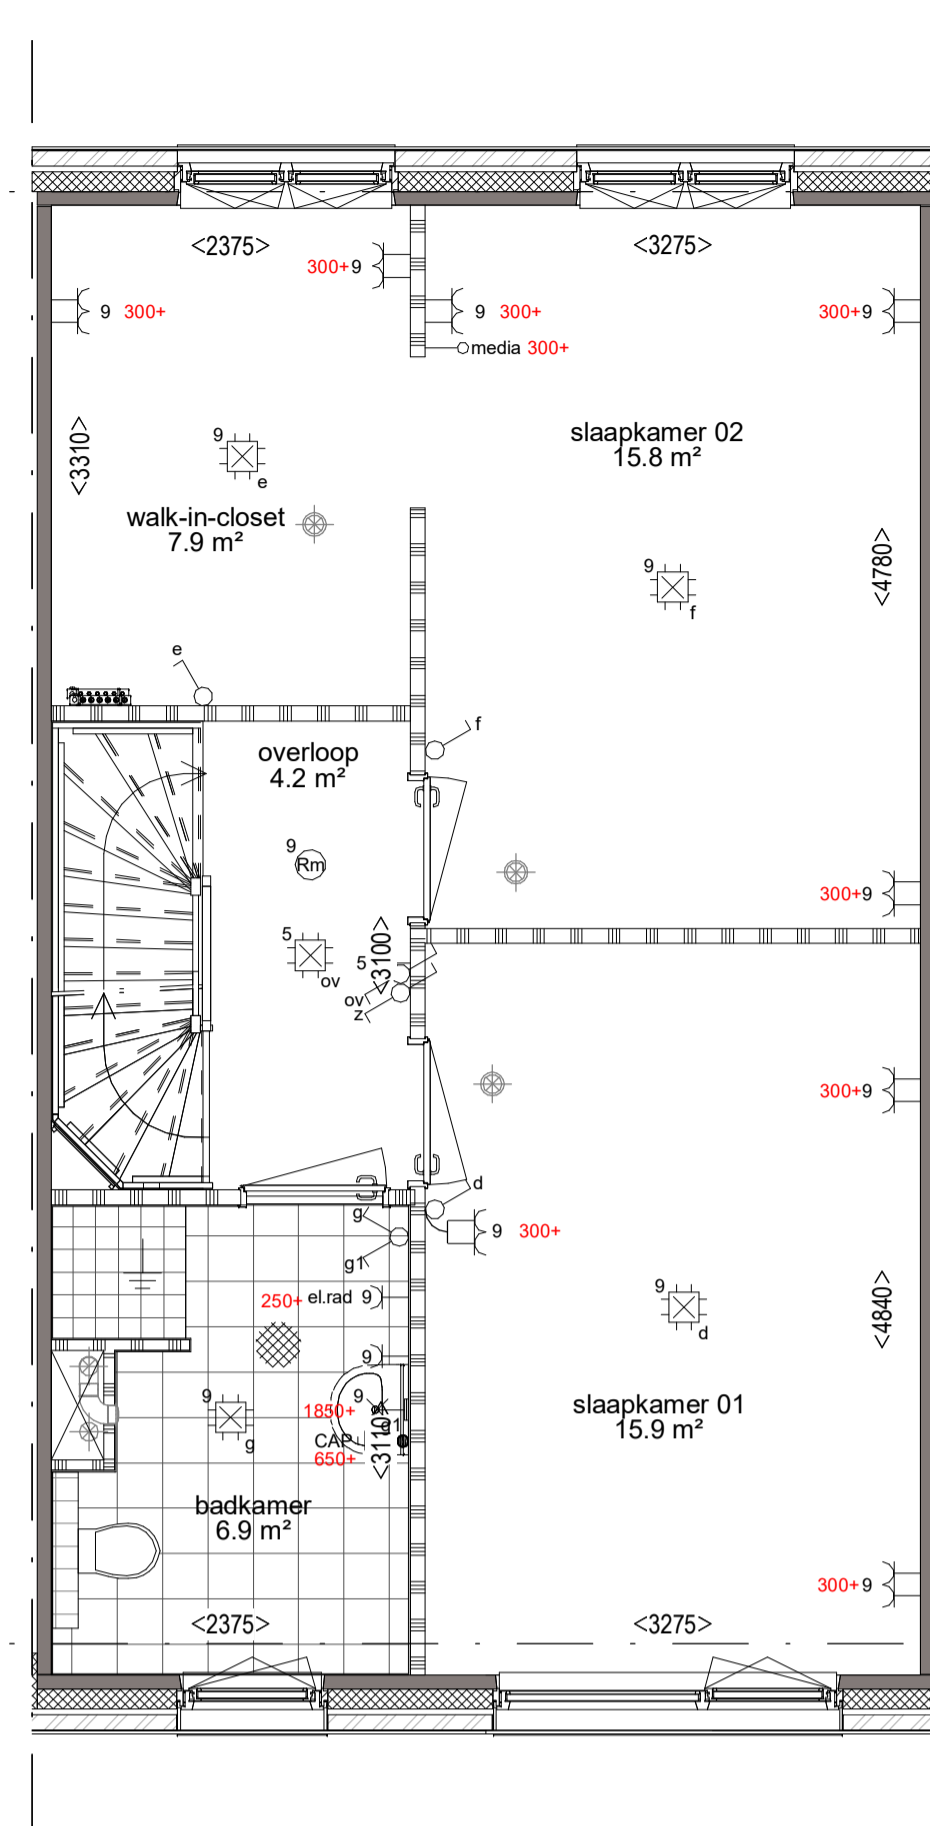 <2375>
<3275>
300+9
9 300+
9 300+
300+9
media 300+
slaapkamer 02
15.8 m²
<3310>
9
e
walk-in-closet
7.9 m²
<4780>
9
f
e
f
overloop
4.2 m²
9
Rm
300+9
5
ov
<3100>
5
ov
z
300+9
d
g
g1
9 300+
250+ el.rad 9
9
d
<4840>
9
9
g
9
1850+
g1
CAP
650+
<3110>
slaapkamer 01
15.9 m²
badkamer
6.9 m²
300+9
<2375>
<3275>